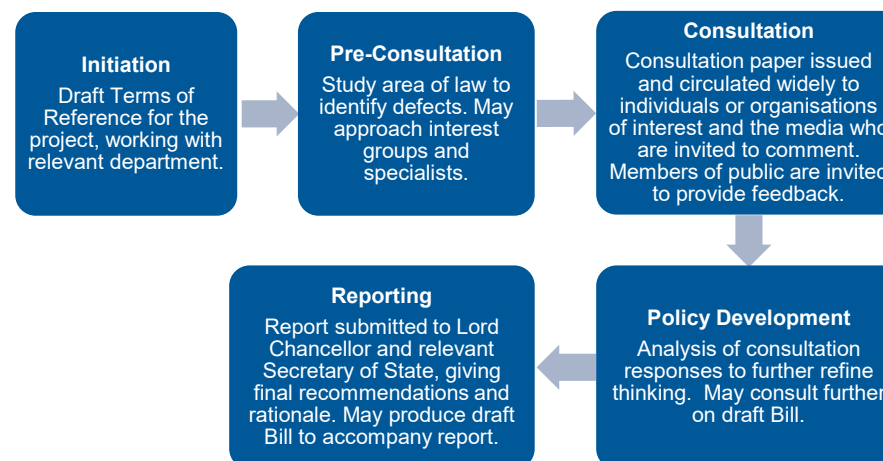 Initiation
Draft Terms of
Reference for the
project, working with
relevant department.
Pre-Consultation
Study area of law to
identify defects. May
approach interest
groups and
specialists.
Consultation
Consultation paper issued
and circulated widely to
individuals or organisations
of interest and the media who
are invited to comment.
Members of public are invited
to provide feedback.
Policy Development
Analysis of consultation
responses to further refine
thinking.  May consult further
on draft Bill.
Reporting
Report submitted to Lord
Chancellor and relevant
Secretary of State, giving
final recommendations and
rationale. May produce draft
Bill to accompany report.